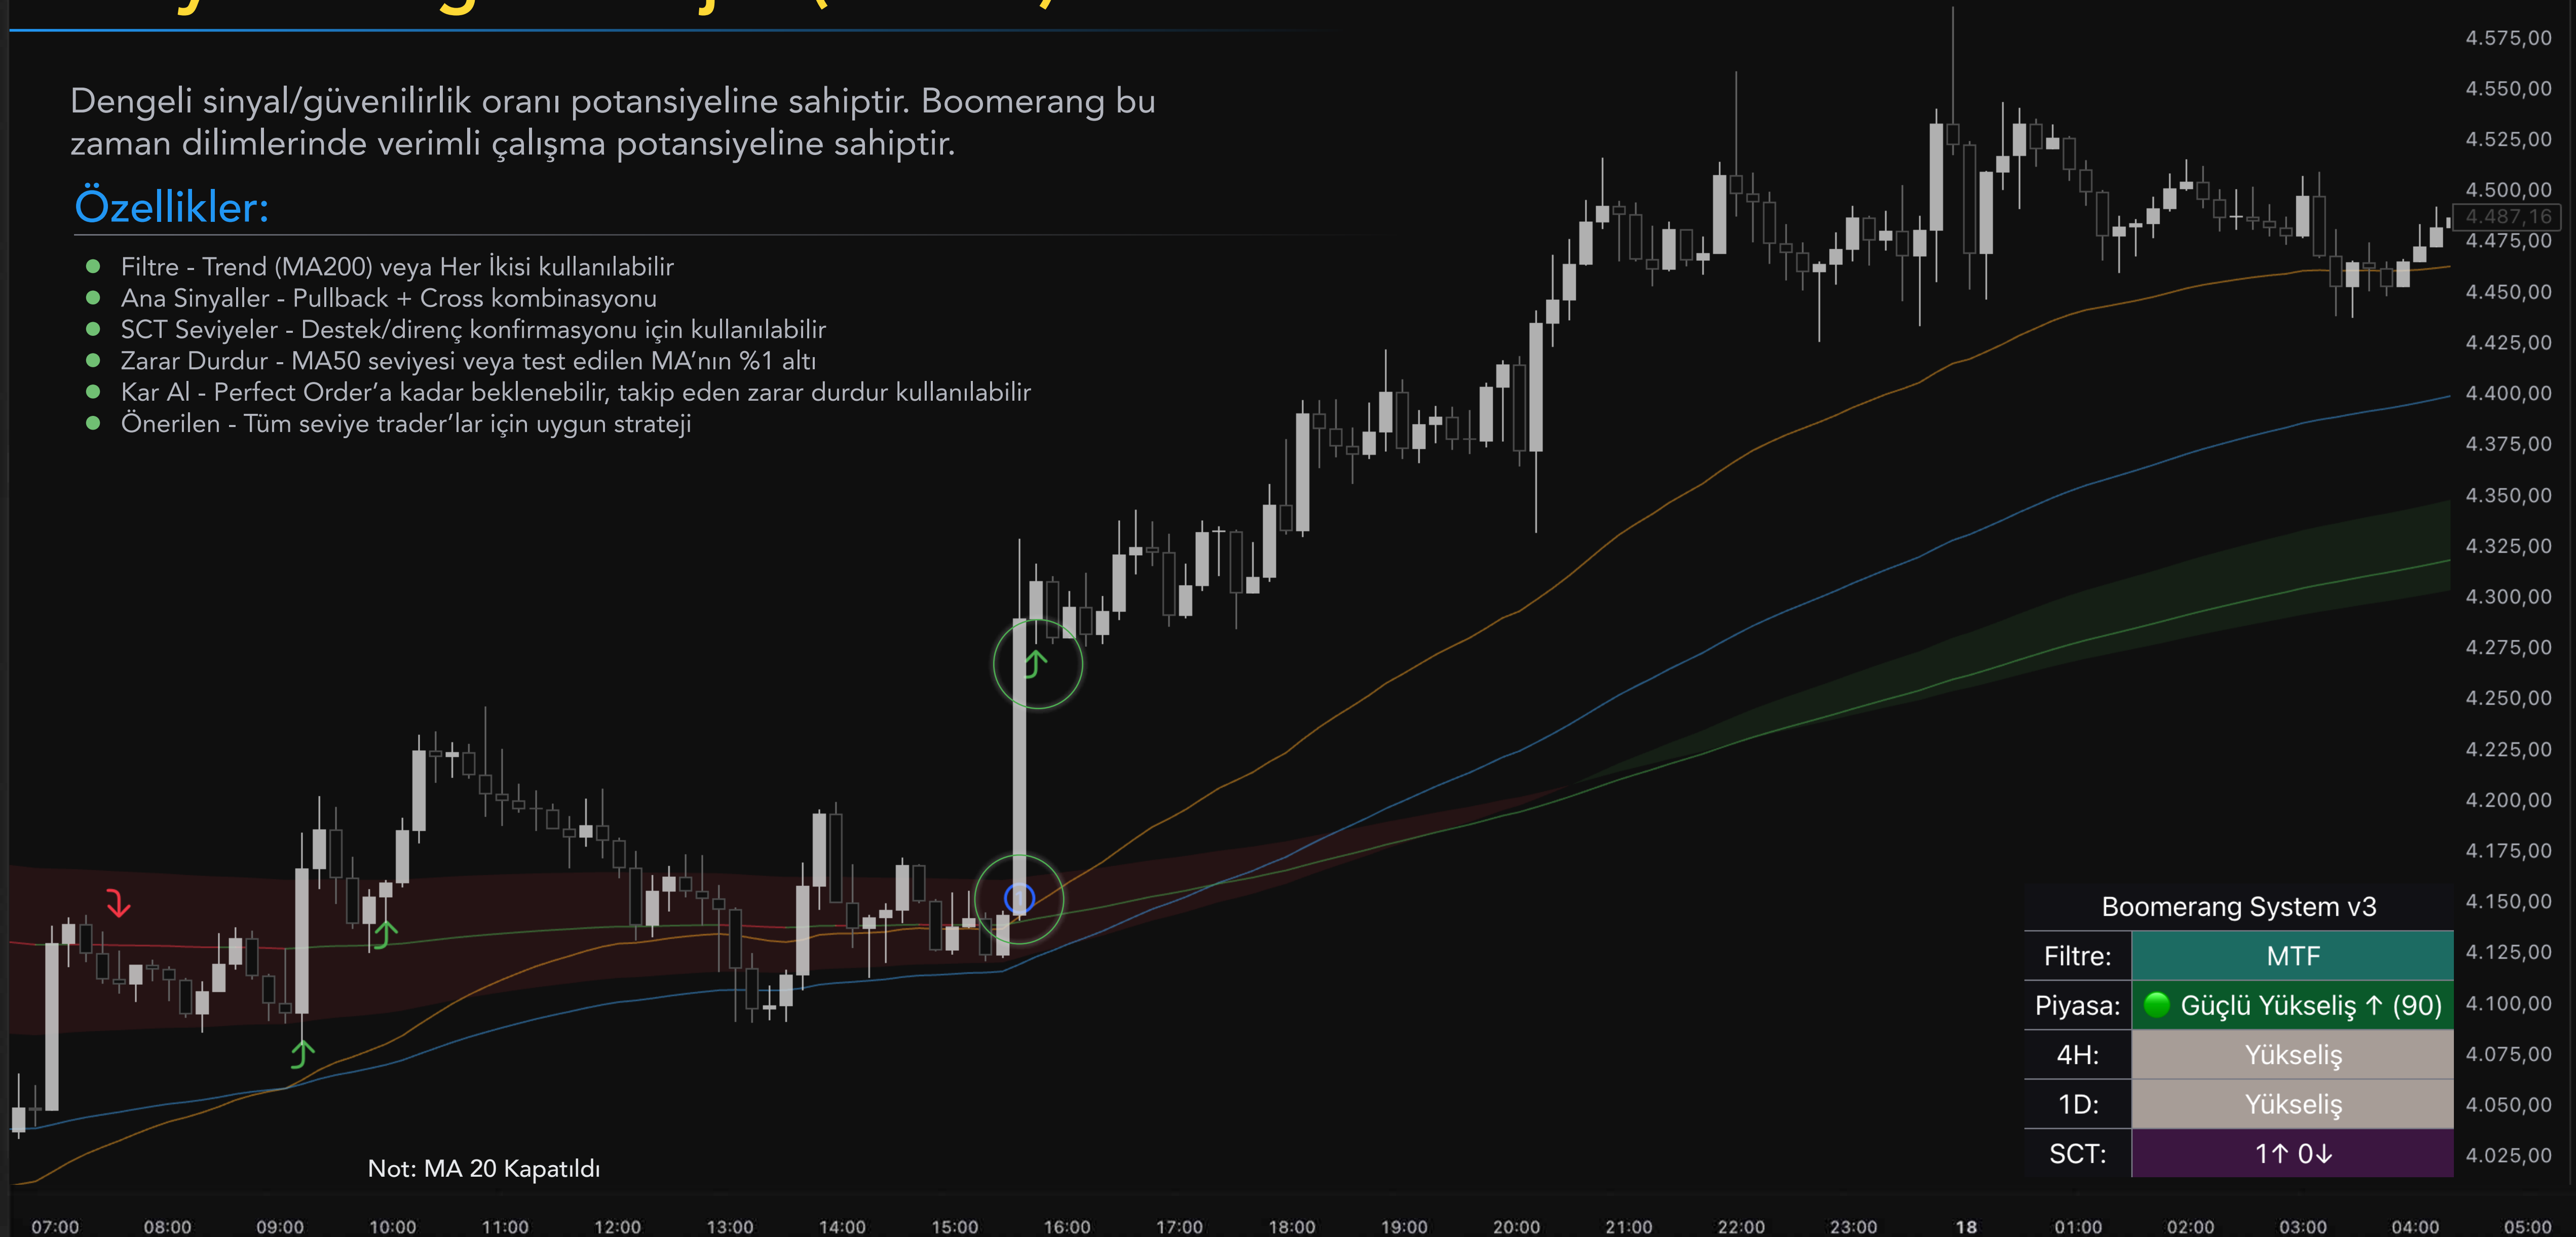 Dengeli sinyal/güvenilirlik oranı potansiyeline sahiptir. Boomerang bu
zaman dilimlerinde verimli çalışma potansiyeline sahiptir.
Özellikler:
Filtre - Trend (MA200) veya Her İkisi kullanılabilir
Ana Sinyaller - Pullback + Cross kombinasyonu
SCT Seviyeler - Destek/direnç konfirmasyonu için kullanılabilir
Zarar Durdur - MA50 seviyesi veya test edilen MA’nın %1 altı
Kar Al - Perfect Order’a kadar beklenebilir, takip eden zarar durdur kullanılabilir
Önerilen - Tüm seviye trader’lar için uygun strateji
4.575,00
4.550,00
4.525,00
4.500,00
4.487,16
4.475,00
4.450,00
4.425,00
4.400,00
4.375,00
4.350,00
4.325,00
4.300,00
4.275,00
4.250,00
4.225,00
4.200,00
4.175,00
4.150,00
4.125,00
4.100,00
4.075,00
4.050,00
4.025,00
Boomerang System v3
Filtre: MTF
Piyasa: Güçlü Yükseliş ↑ (90)
4H: Yükseliş
1D: Yükseliş
SCT: 1↑ 0↓
Not: MA 20 Kapatıldı
07:00 08:00 09:00 10:00 11:00 12:00 13:00 14:00 15:00 16:00 17:00 18:00 19:00 20:00 21:00 22:00 23:00 18 01:00 02:00 03:00 04:00 05:00